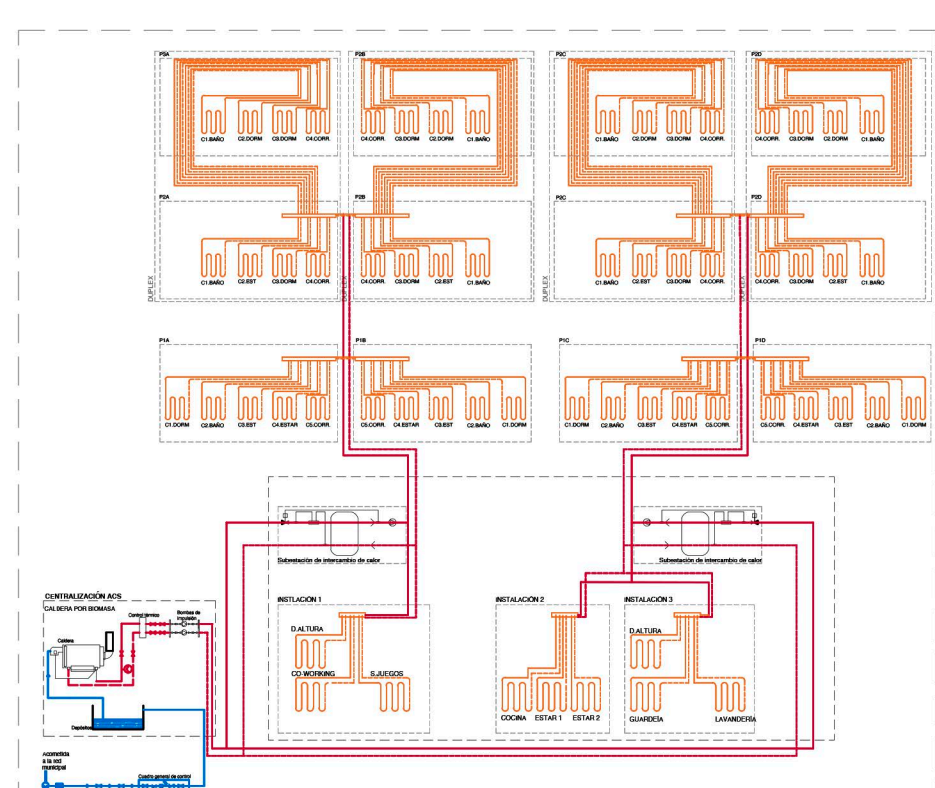 P3A P2B P2C P2D
C1.BAÑO C2.DORM C3.DORM C4.CORR. C4.CORR. C3.DORM C2.DORM C1.BAÑO C1.BAÑO C2.DORM C3.DORM C4.CORR. C4.CORR. C3.DORM C2.DORM C1.BAÑO
P2A P2B P2C P2D
C1.BAÑO C2.EST C3.DORM C4.CORR. C4.CORR. C3.DORM C2.EST C1.BAÑO C1.BAÑO C2.EST C3.DORM C4.CORR. C4.CORR. C3.DORM C2.EST C1.BAÑO
DUPLEX DUPLEX DUPLEX DUPLEX
P1A P1B P1C P1D
C1.DORM C2.BAÑO C3.EST C4.ESTAR C5.CORR. C5.CORR. C4.ESTAR C3.EST C2.BAÑO C1.DORM C1.DORM C2.BAÑO C3.EST C4.ESTAR C5.CORR. C5.CORR. C4.ESTAR C3.EST C2.BAÑO C1.DORM
Subestación de intercambio de calor Subestación de intercambio de calor
CENTRALIZACIÓN ACS
CALDERA POR BIOMASA
Caldera
Control térmico
Bombas de
impulsión
Depósitos
INSTLACIÓN 1
D.ALTURA
CO-WORKING S.JUEGOS
INSTALACIÓN 2
COCINA ESTAR 1 ESTAR 2
INSTALACIÓN 3
D.ALTURA
GUARDEÍA LAVANDERÍA
Acometida
a la red
municipal
Cuadro general de control